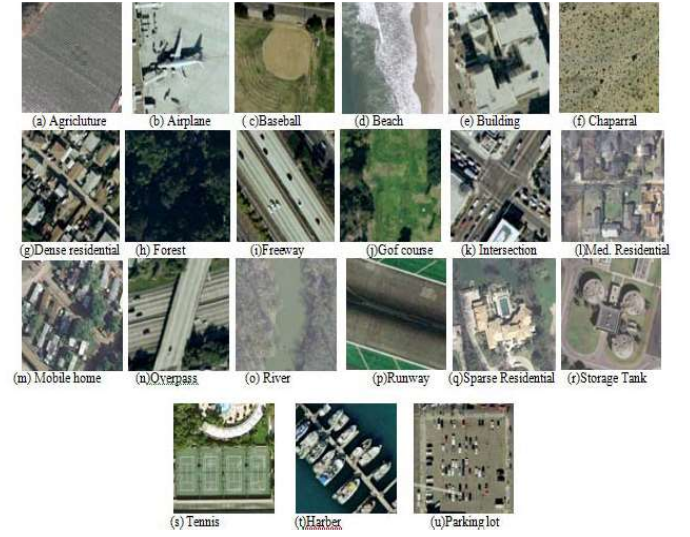 (a) Agricluture (b) Airplane ( c)Baseball (d) Beach (e) Building (f) Chaparral
(g)Dense residential (h) Forest (i)Freeway (j)Gof course (k) Intersection (l)Med. Residential
(m) Mobile home (n)Overpass (o) River (p)Runway (q)Sparse Residential (r)Storage Tank
(s) Tennis (t)Harber (u)Parking lot